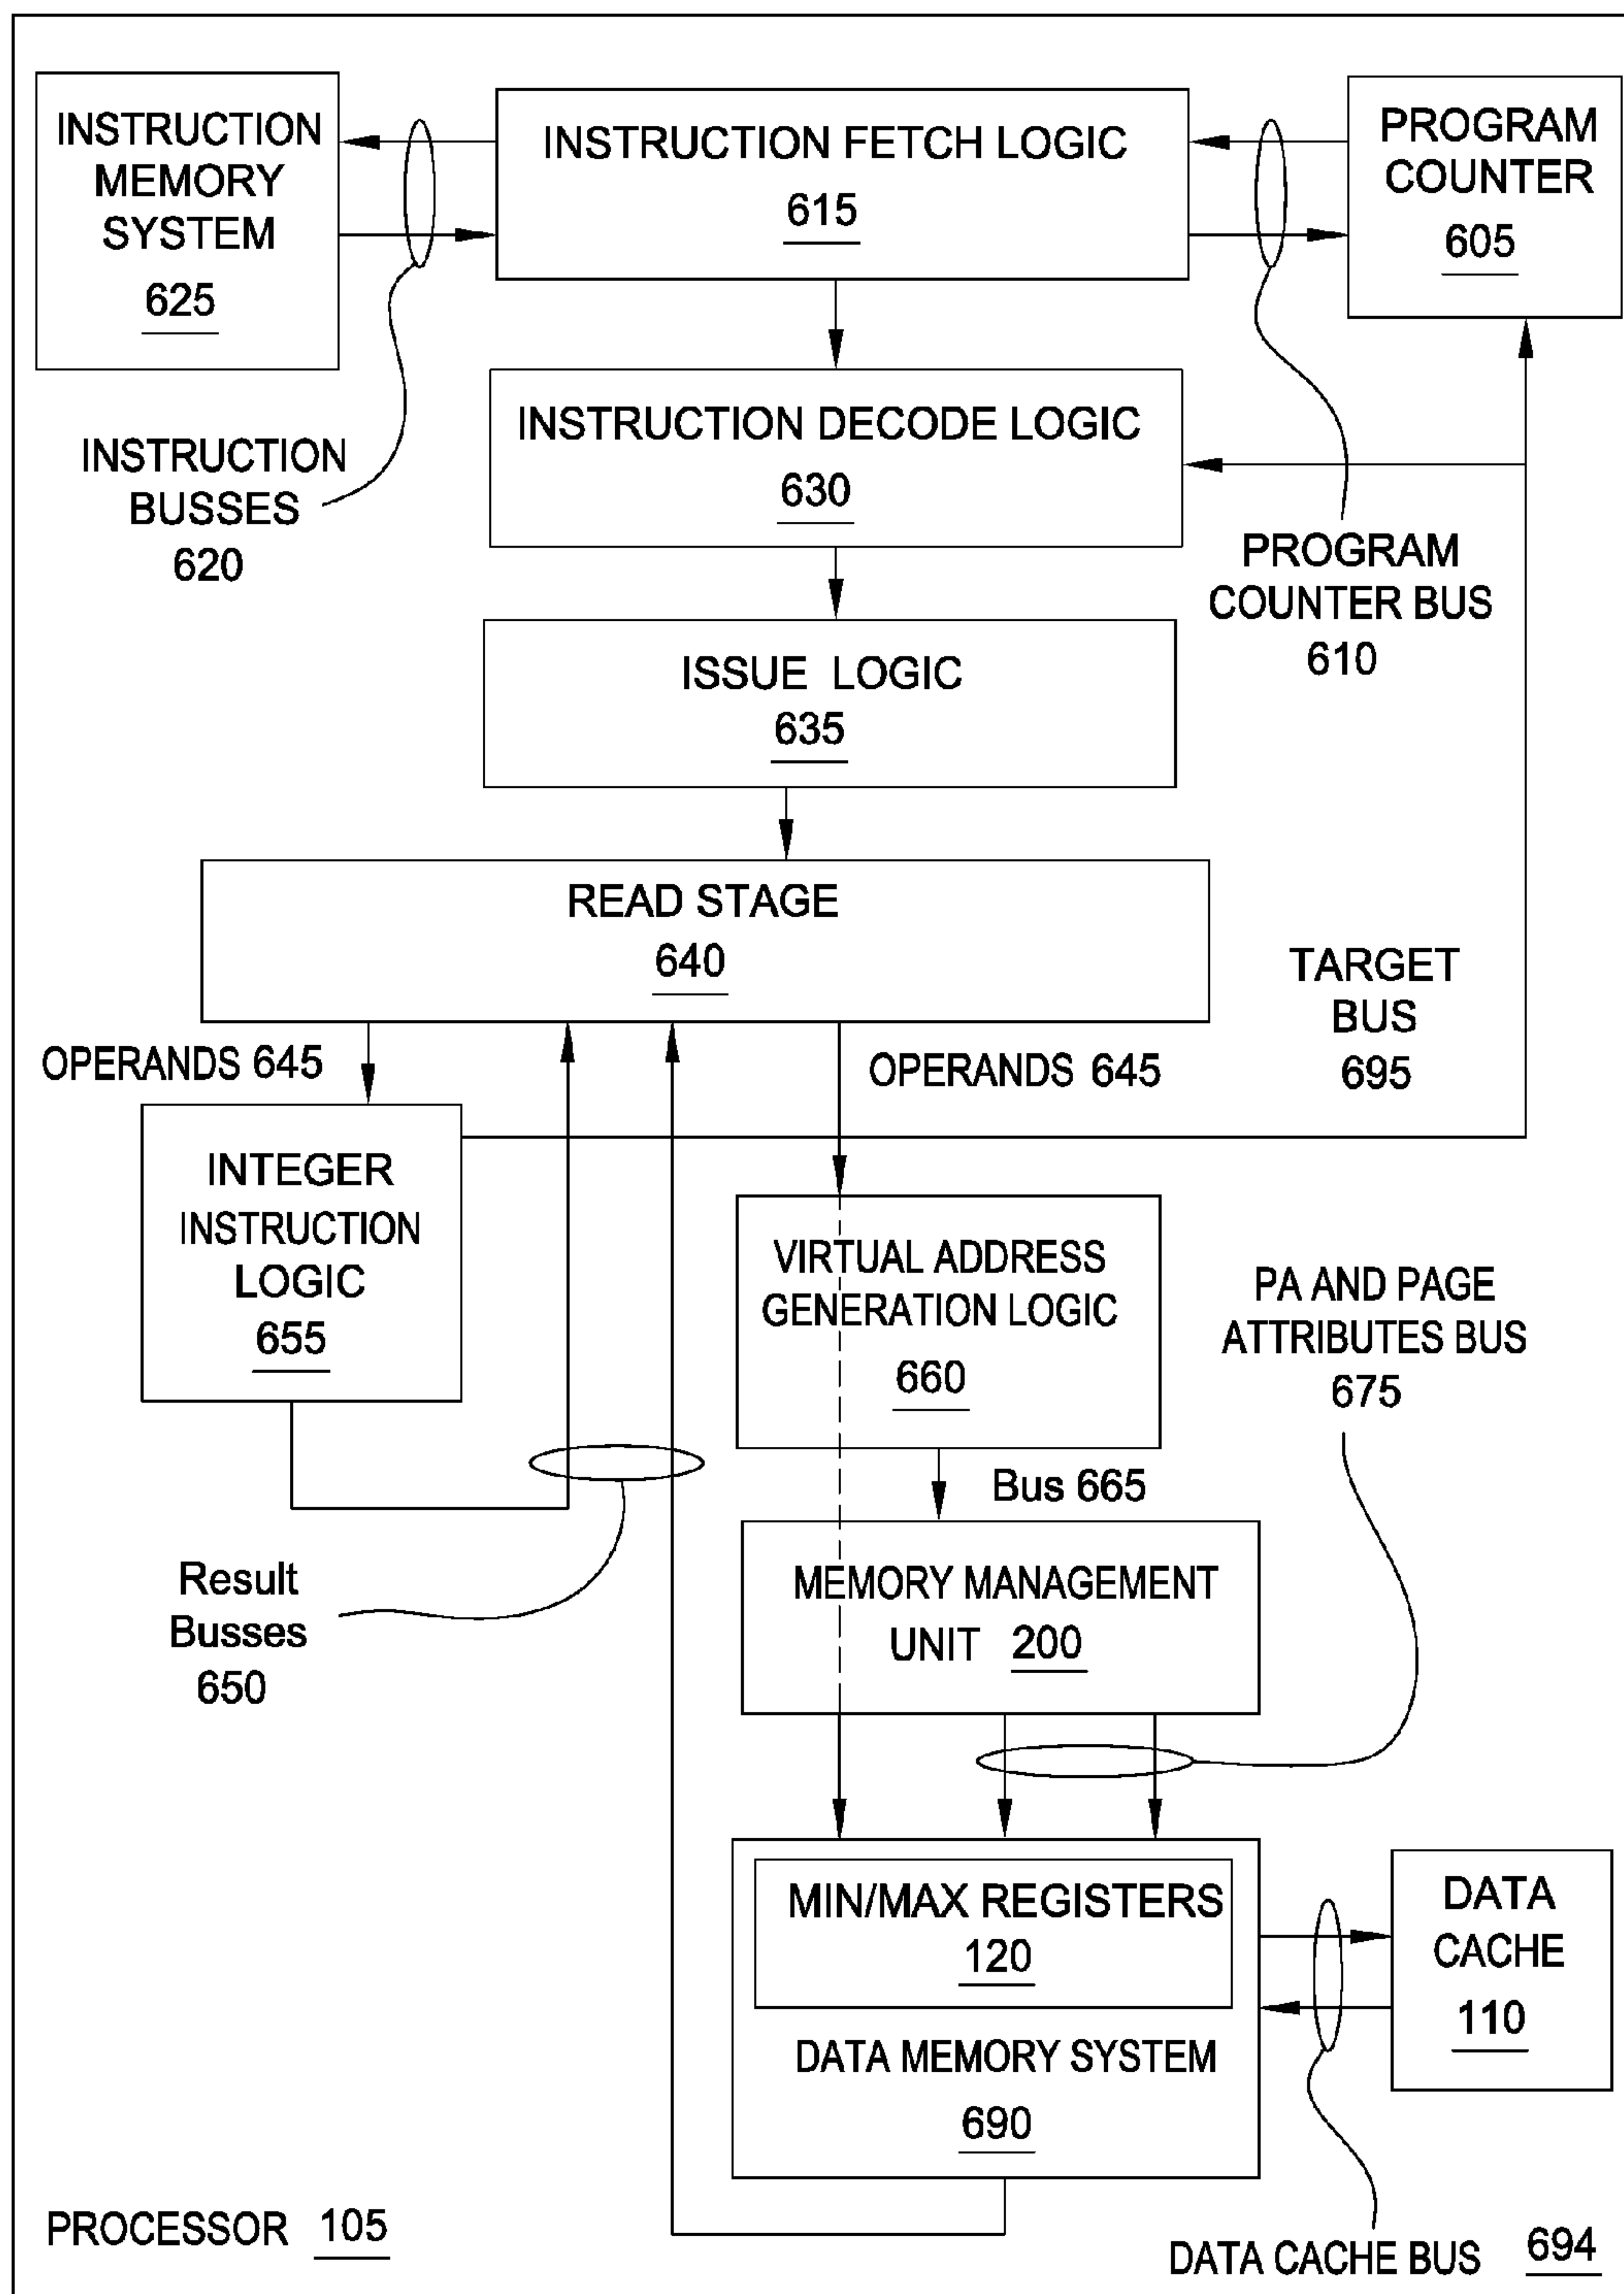 INSTRUCTION
MEMORY
SYSTEM
625
INSTRUCTION FETCH LOGIC
615
PROGRAM
COUNTER
605
INSTRUCTION
BUSSES
620
INSTRUCTION DECODE LOGIC
630
PROGRAM
COUNTER BUS
610
ISSUE LOGIC
635
READ STAGE
640
TARGET
BUS
695
OPERANDS 645
OPERANDS 645
INTEGER
INSTRUCTION
LOGIC
655
VIRTUAL ADDRESS
GENERATION LOGIC
660
PA AND PAGE
ATTRIBUTES BUS
675
Bus 665
Result
Busses
650
MEMORY MANAGEMENT
UNIT 200
MIN/MAX REGISTERS
120
DATA MEMORY SYSTEM
690
DATA
CACHE
110
PROCESSOR 105
DATA CACHE BUS 694